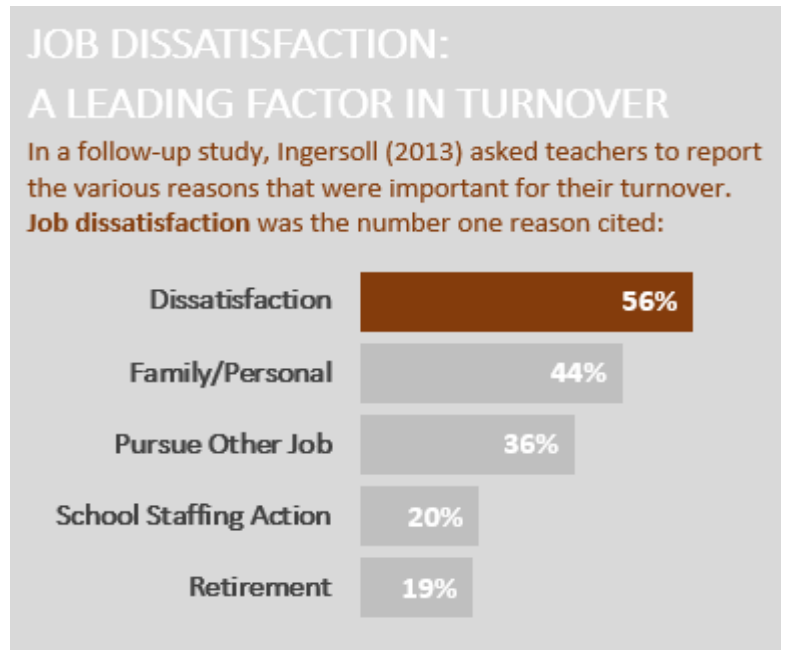 JOB DISSATISFACTION:
A LEADING FACTOR IN TURNOVER
In a follow-up study, Ingersoll (2013) asked teachers to report
the various reasons that were important for their turnover.
Job dissatisfaction was the number one reason cited:
Dissatisfaction 56%
Family/Personal 44%
Pursue Other Job 36%
School Staffing Action 20%
Retirement 19%